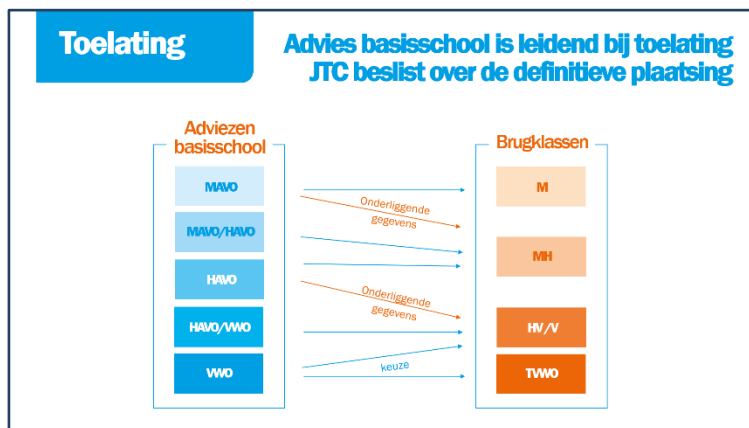 Toelating
Advies basisschool is leidend bij toelating
JTC beslist over de definitieve plaatsing
Adviezen
basisschool
MAVO
MAVO/HAVO
HAVO
HAVO/VWO
VWO
Onderliggende
gegevens
Onderliggende
gegevens
keuze
Brugklassen
M
MH
HV/V
TVWO